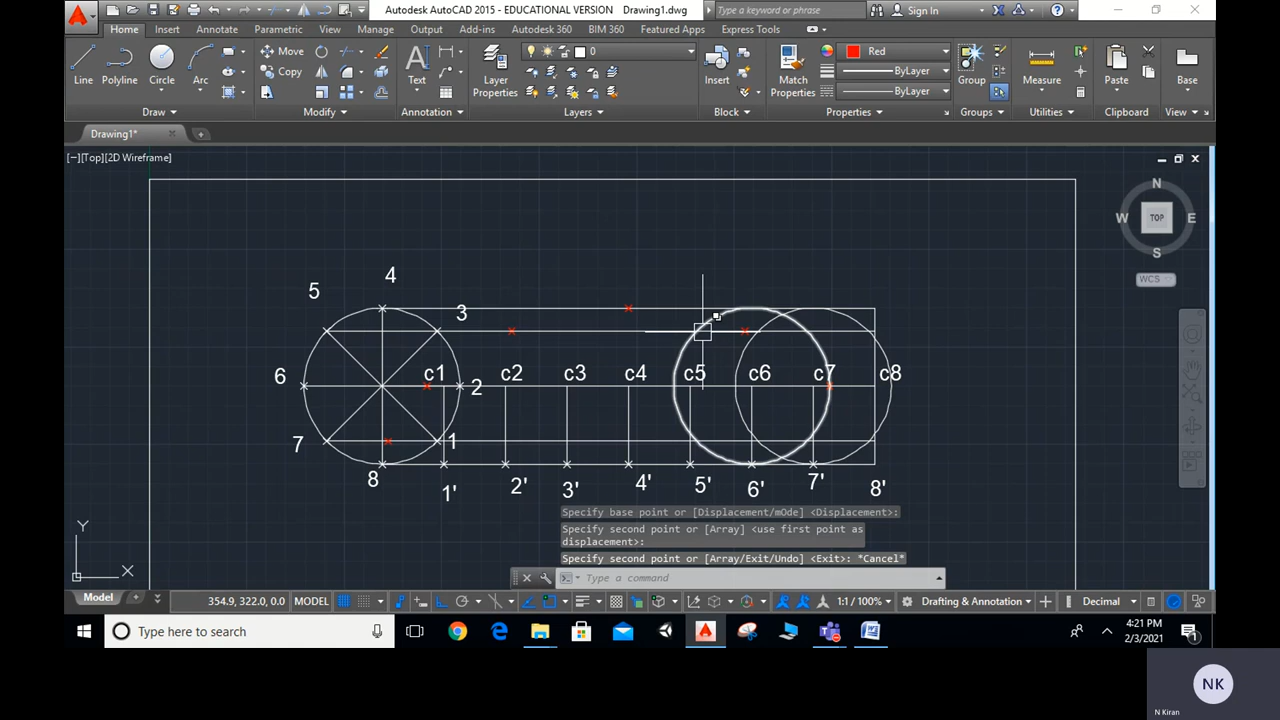 Autodesk AutoCAD 2015 - EDUCATIONAL VERSION Drawing1.dwg
Type a keyword or phrase
Sign In
Home Insert Annotate Parametric View Manage Output Add-ins Autodesk 360 BIM 360 Featured Apps Express Tools
Line Polyline Circle Arc
Move
Copy
Text
Layer Properties
0
Insert
Match Properties
Red
ByLayer
ByLayer
Group
Measure
Paste
Base
Draw Modify Annotation Layers Block Properties Groups Utilities Clipboard View
Drawing1*
[−][Top][2D Wireframe]
N
W TOP E
S
WCS
4
5
3
c1 c2 c3 c4 c5 c6 c7 c8
6
2
7
1
8
1' 2' 3' 4' 5' 6' 7' 8'
Specify base point or [Displacement/mOde] <Displacement>:
Specify second point or [Array] <use first point as
displacement>:
Specify second point or [Array/Exit/Undo] <Exit>: *Cancel*
Type a command
Y
X
Model
354.9, 322.0, 0.0 MODEL
1:1 / 100%
Drafting & Annotation
Decimal
Type here to search
4:21 PM
2/3/2021
1
NK
N Kiran